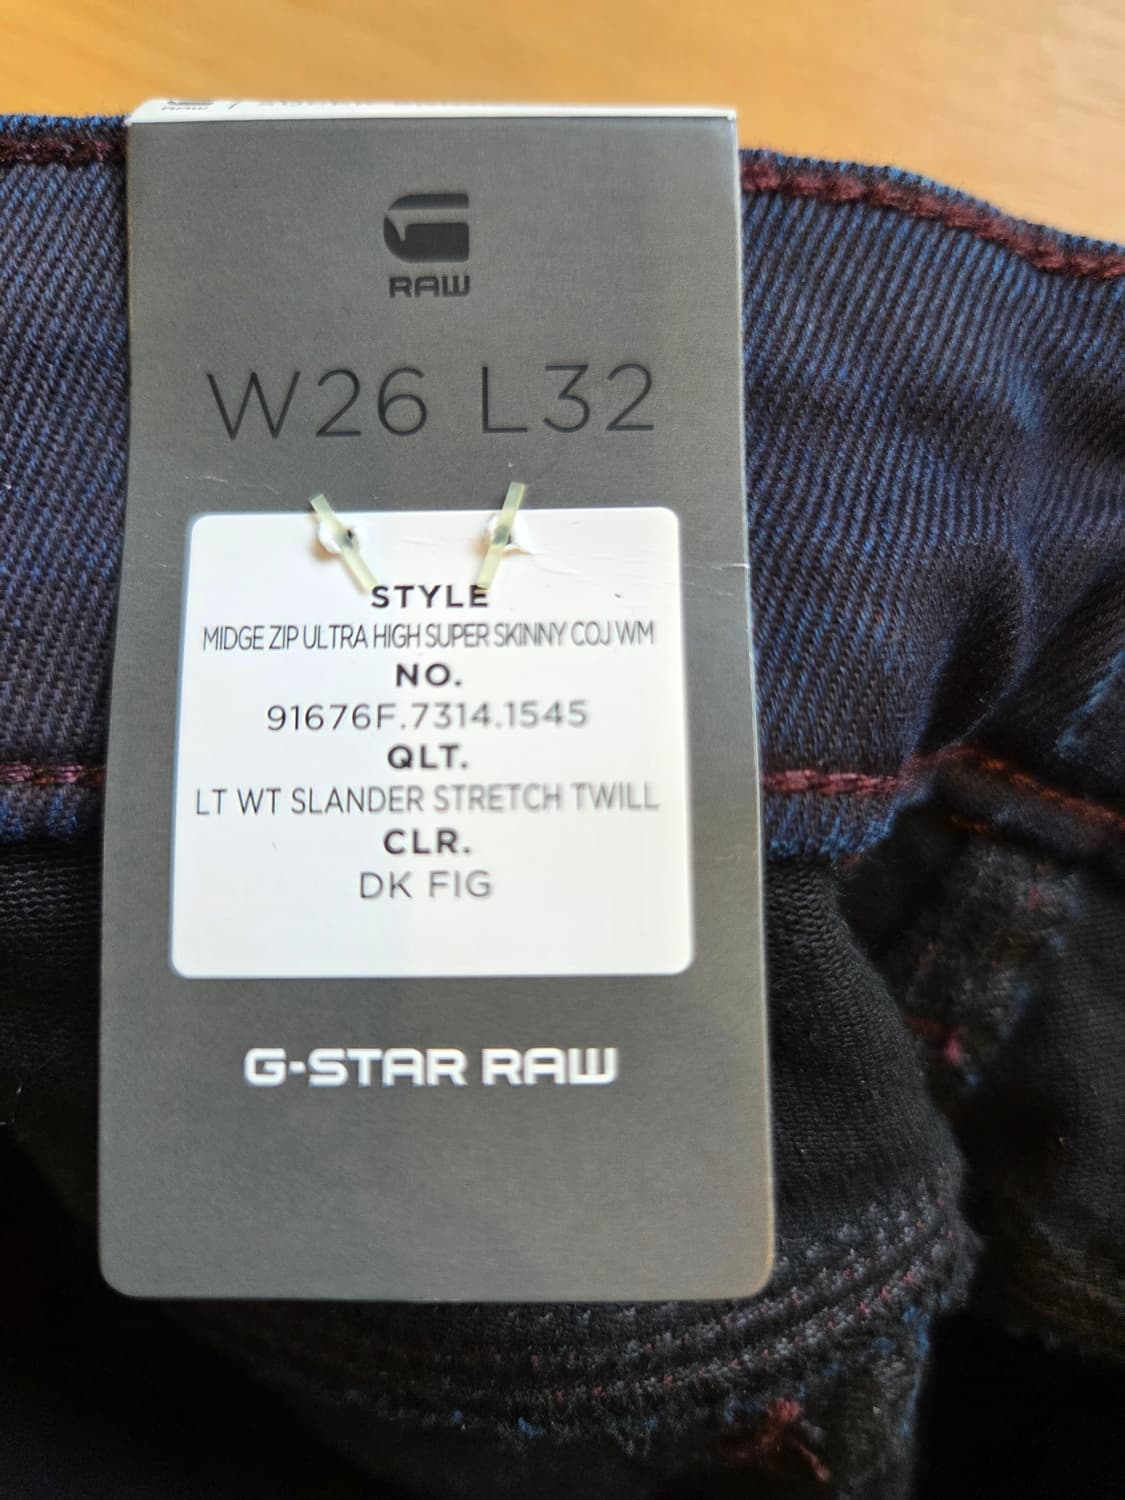 RAW
RAW
W26 L32
STYLE
MIDGE ZIP ULTRA HIGH SUPER SKINNY COJ WM
NO.
91676F.7314.1545
QLT.
LT WT SLANDER STRETCH TWILL
CLR.
DK FIG
G-STAR RAW